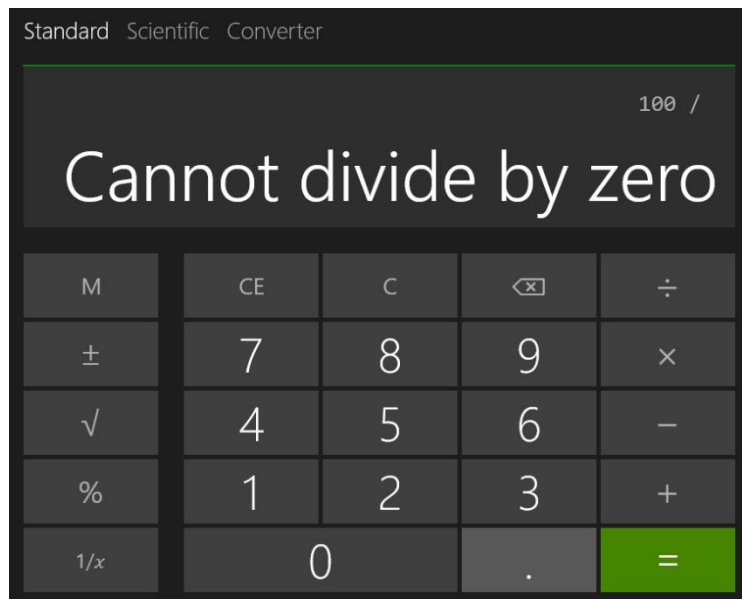 Standard Scientific Converter
100 /
Cannot divide by zero
M CE C ÷
± 7 8 9 ×
√ 4 5 6 −
% 1 2 3 +
1/x 0 . =